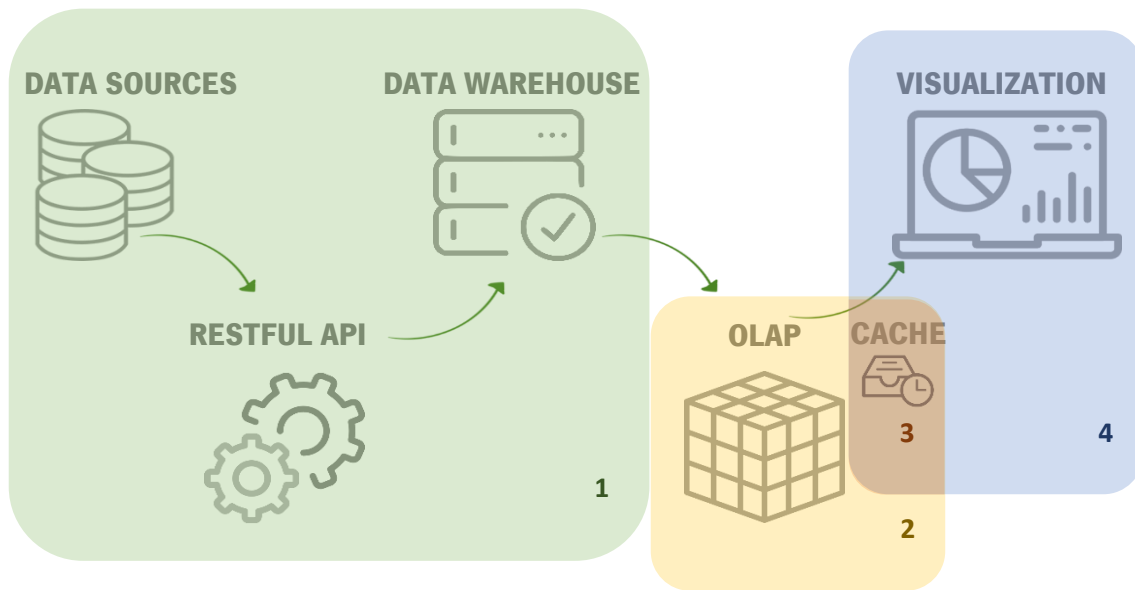 DATA SOURCES
DATA WAREHOUSE
VISUALIZATION
RESTFUL API
OLAP
CACHE
3
4
1
2